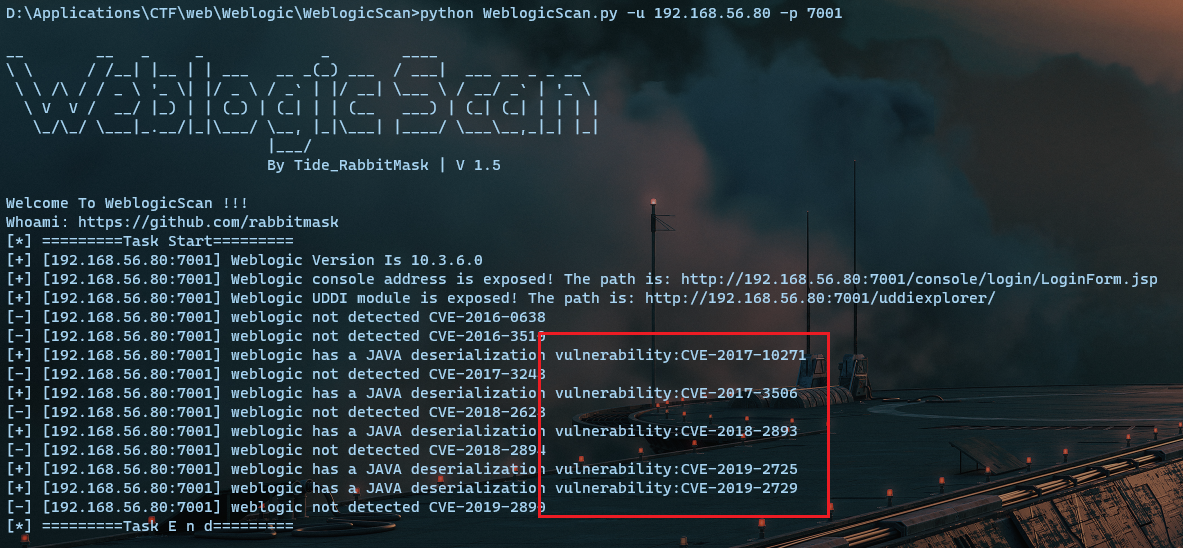 D:\Applications\CTF\web\Weblogic\WeblogicScan>python WeblogicScan.py -u 192.168.56.80 -p 7001
Weblogic Scan
By Tide_RabbitMask | V 1.5
Welcome To WeblogicScan !!!
Whoami: https://github.com/rabbitmask
[*] =========Task Start=========
[+] [192.168.56.80:7001] Weblogic Version Is 10.3.6.0
[+] [192.168.56.80:7001] Weblogic console address is exposed! The path is: http://192.168.56.80:7001/console/login/LoginForm.jsp
[+] [192.168.56.80:7001] Weblogic UDDI module is exposed! The path is: http://192.168.56.80:7001/uddiexplorer/
[-] [192.168.56.80:7001] weblogic not detected CVE-2016-0638
[-] [192.168.56.80:7001] weblogic not detected CVE-2016-3510
[+] [192.168.56.80:7001] weblogic has a JAVA deserialization vulnerability:CVE-2017-10271
[-] [192.168.56.80:7001] weblogic not detected CVE-2017-3248
[+] [192.168.56.80:7001] weblogic has a JAVA deserialization vulnerability:CVE-2017-3506
[-] [192.168.56.80:7001] weblogic not detected CVE-2018-2628
[+] [192.168.56.80:7001] weblogic has a JAVA deserialization vulnerability:CVE-2018-2893
[-] [192.168.56.80:7001] weblogic not detected CVE-2018-2894
[+] [192.168.56.80:7001] weblogic has a JAVA deserialization vulnerability:CVE-2019-2725
[+] [192.168.56.80:7001] weblogic has a JAVA deserialization vulnerability:CVE-2019-2729
[-] [192.168.56.80:7001] weblogic not detected CVE-2019-2890
[*] =========Task E n d=========